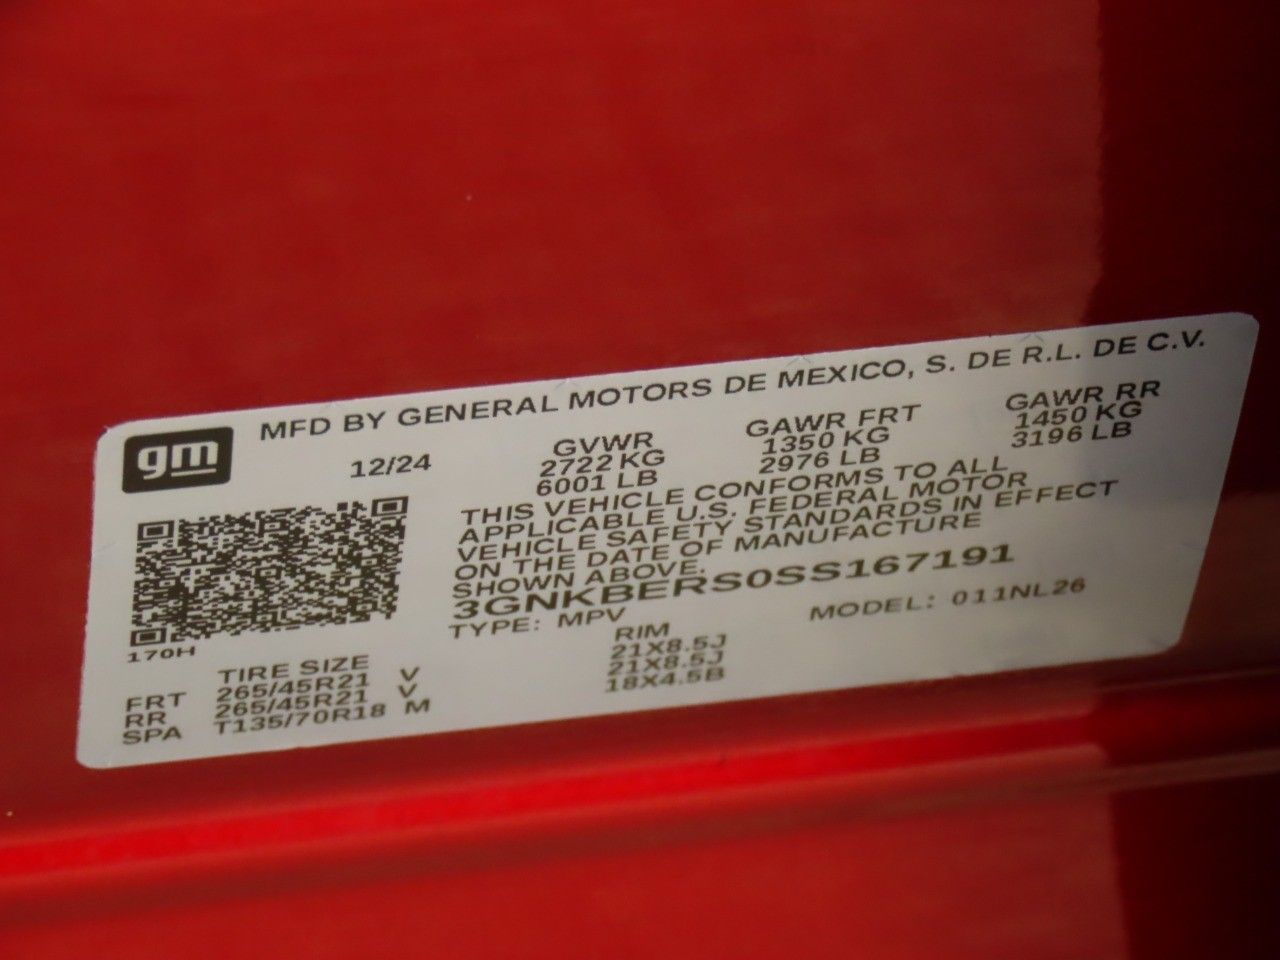 gm MFD BY GENERAL MOTORS DE MEXICO, S. DE R.L. DE C.V.
12/24 GVWR GAWR FRT GAWR RR
2722 KG 1350 KG 1450 KG
6001 LB 2976 LB 3196 LB
THIS VEHICLE CONFORMS TO ALL
APPLICABLE U.S. FEDERAL MOTOR
VEHICLE SAFETY STANDARDS IN EFFECT
ON THE DATE OF MANUFACTURE
SHOWN ABOVE.
3GNKBERS0SS167191
TYPE: MPV MODEL: 011NL26
170H
TIRE SIZE RIM
FRT 265/45R21 V 21X8.5J
RR 265/45R21 V 21X8.5J
SPA T135/70R18 M 18X4.5B